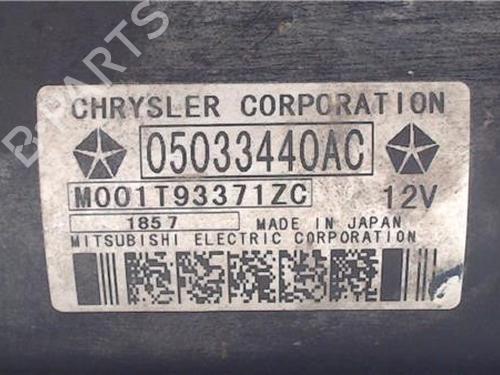 B-PARTS
CHRYSLER CORPORATION
05033440AC
M001T93371ZC 12V
1857 MADE IN JAPAN
MITSUBISHI ELECTRIC CORPORATION